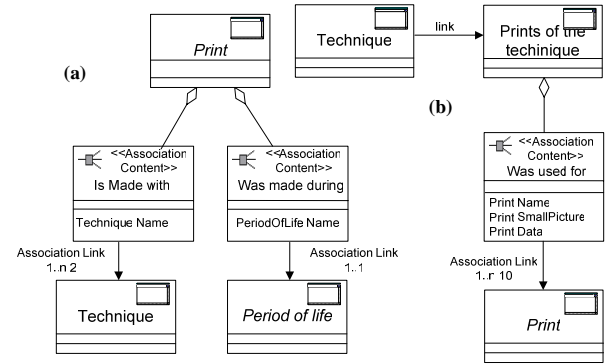 (a)
Print
<<Association
Content>>
Is Made with
Technique Name
Association Link
1..n 2
Technique
<<Association
Content>>
Was made during
PeriodOfLife Name
Association Link
1..1
Period of life
(b)
Technique
link
Prints of the
techinique
<<Association
Content>>
Was used for
Print Name
Print SmallPicture
Print Data
Association Link
1..n 10
Print